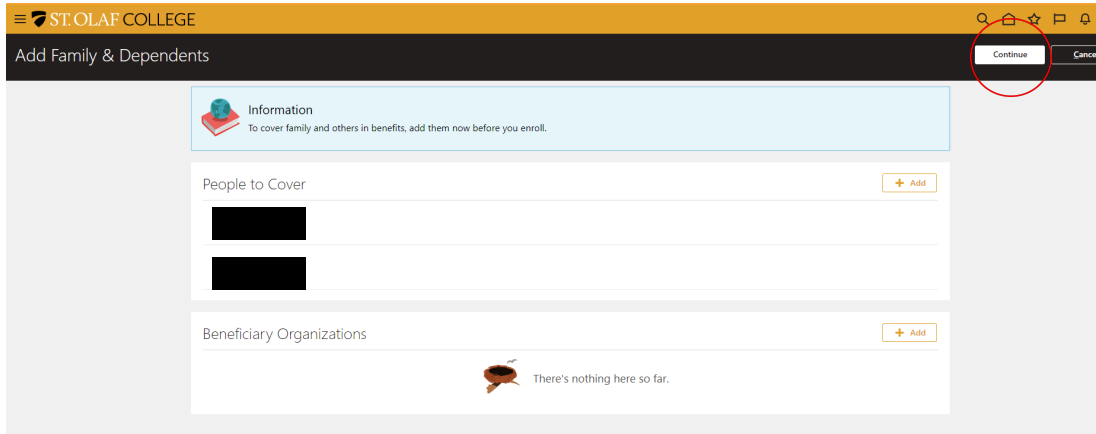 ST. OLAF COLLEGE
Add Family & Dependents
Continue
Cance
Information
To cover family and others in benefits, add them now before you enroll.
People to Cover
+ Add
Beneficiary Organizations
+ Add
There's nothing here so far.